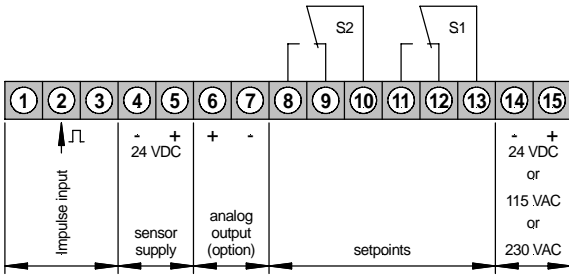 S2 S1
1 2 3 4 5 6 7 8 9 10 11 12 13 14 15
- + + - - +
24 VDC 24 VDC
or
115 VAC
or
230 VAC
Impulse input
sensor
supply
analog
output
(option)
setpoints